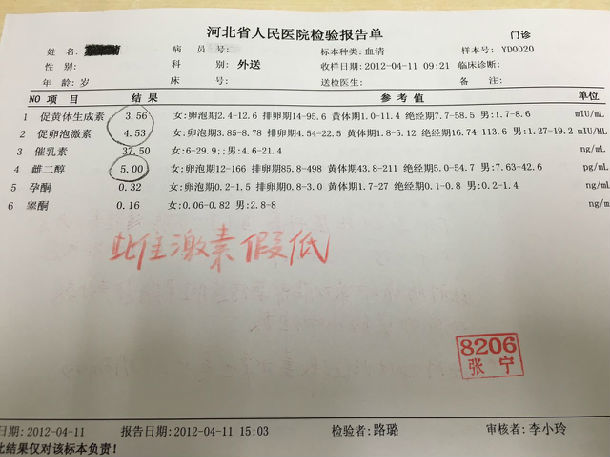 河北省人民医院检验报告单
门诊
姓 名:
病 员 号:
标本种类:血清
样本号:YD0020
性 别:
科 别: 外送
收样日期:2012-04-11 09:21
临床诊断:
年 龄:岁
床 号:
送检医生:
备 注:
NO 项 目 结 果 参 考 值 单位
1 促黄体生成素 3.56 女:卵泡期2.4-12.6 排卵期14-95.6 黄体期1.0-11.4 绝经期7.7-58.5 男:1.7-8.6 mIU/mL
2 促卵泡激素 4.53 女:卵泡期3.85-8.78 排卵期4.54-22.5 黄体期1.8-5.12 绝经期16.74 113.6 男:1.27-19.2 mIU/ML
3 催乳素 37.50 女:6-29.9;:男:4.6-21.4 ng/mL
4 雌二醇 5.00 女:卵泡期12-166 排卵期85.8-498 黄体期43.8-211 绝经期5.0-54.7 男:7.63-42.6 pg/mL
5 孕酮 0.32 女:卵泡期0.2-1.5 排卵期0.8-3.0 黄体期1.7-27 绝经期0.1-0.8 男:0.2-1.4 ng/mL
6 睾酮 0.16 女:0.06-0.82 男:2.8-8 ng/mL
此性激素假低
8206
张宁
日期:2012-04-11 报告日期:2012-04-11 15:03 检验者:路璐 审核者:李小玲
此结果仅对该标本负责!